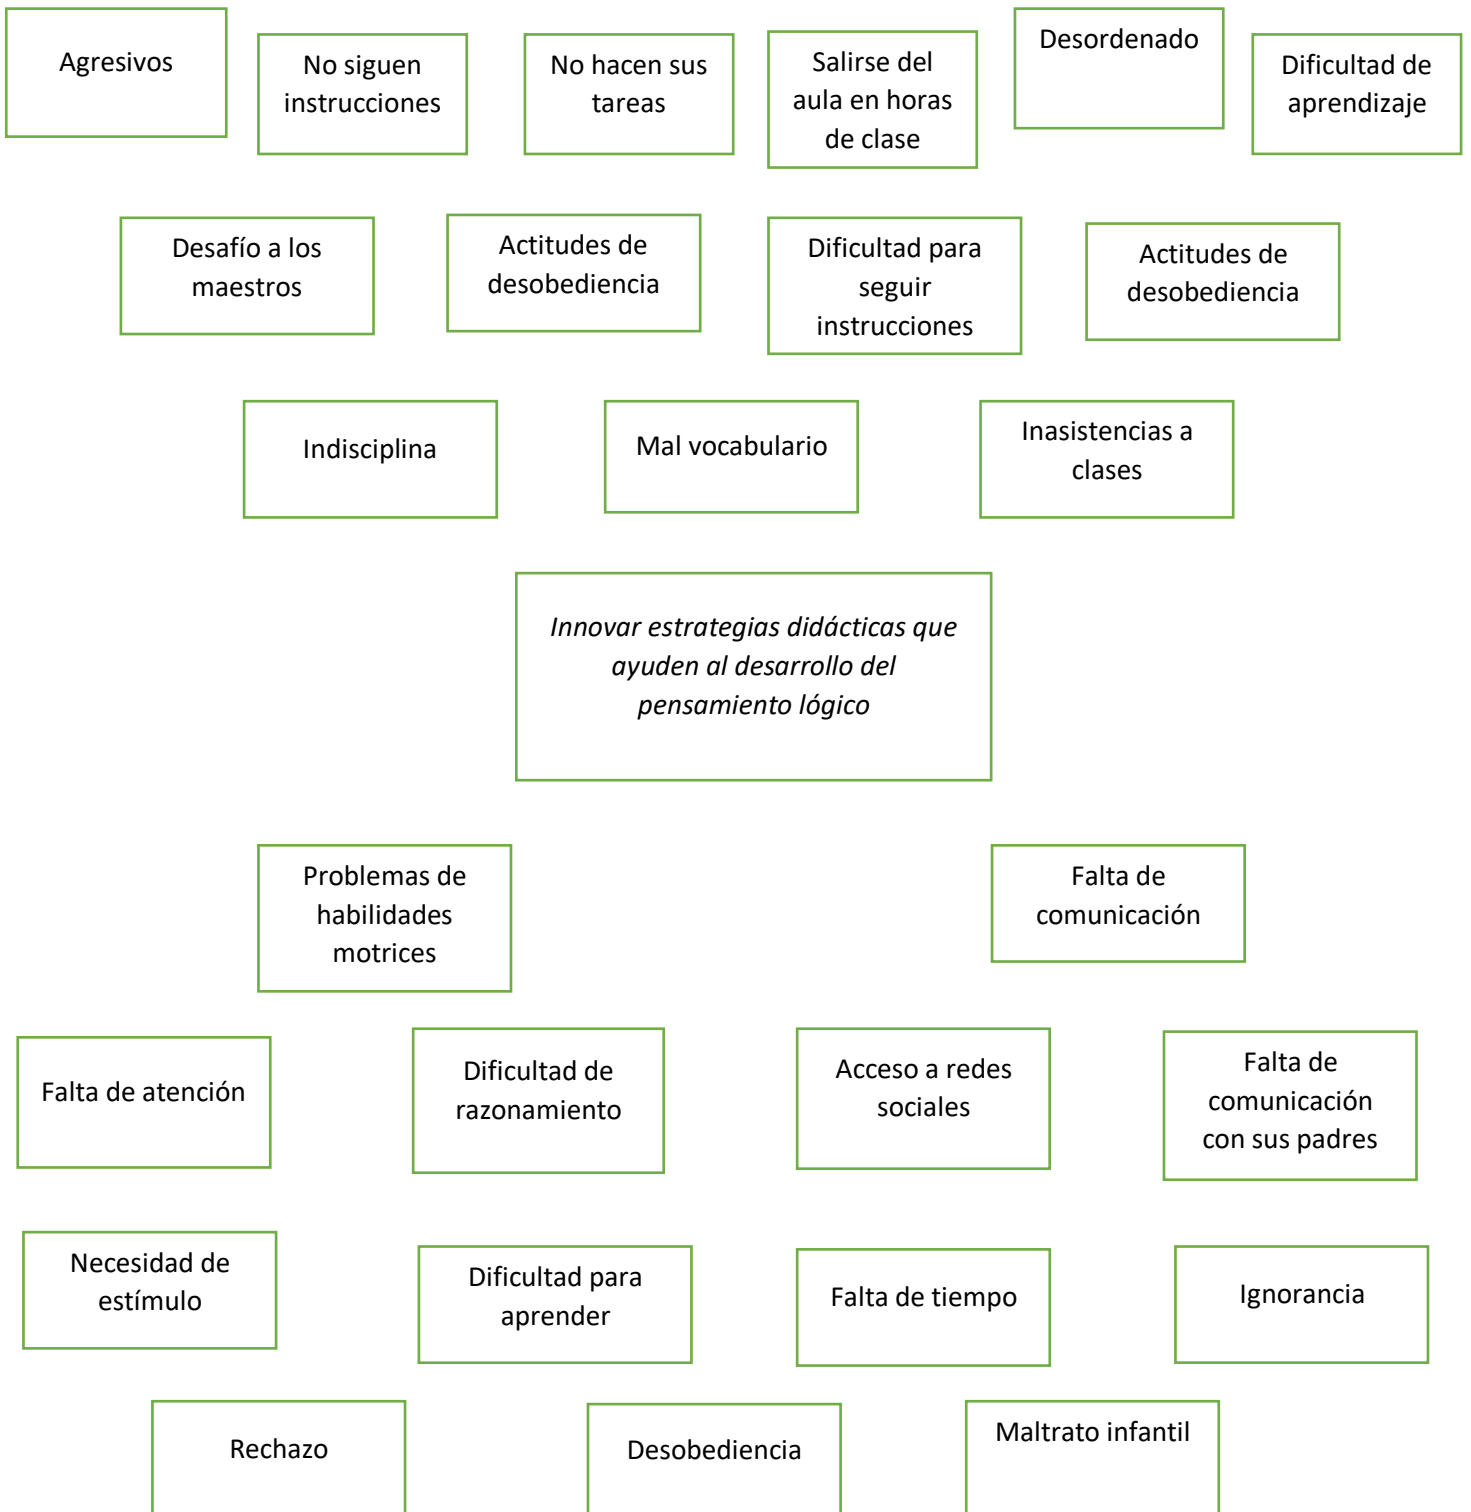 Agresivos
No siguen
instrucciones
No hacen sus
tareas
Salirse del
aula en horas
de clase
Desordenado
Dificultad de
aprendizaje
Desafío a los
maestros
Actitudes de
desobediencia
Dificultad para
seguir
instrucciones
Actitudes de
desobediencia
Indisciplina
Mal vocabulario
Inasistencias a
clases
Innovar estrategias didácticas que
ayuden al desarrollo del
pensamiento lógico
Problemas de
habilidades
motrices
Falta de
comunicación
Falta de atención
Dificultad de
razonamiento
Acceso a redes
sociales
Falta de
comunicación
con sus padres
Necesidad de
estímulo
Dificultad para
aprender
Falta de tiempo
Ignorancia
Rechazo
Desobediencia
Maltrato infantil